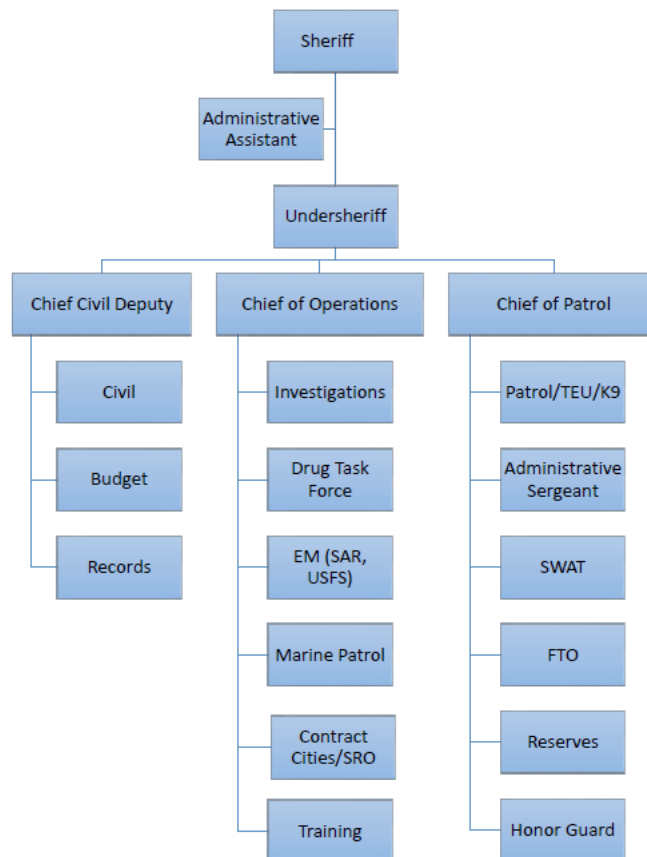 Sheriff
Administrative
Assistant
Undersheriff
Chief Civil Deputy
Chief of Operations
Chief of Patrol
Civil
Budget
Records
Investigations
Drug Task
Force
EM (SAR,
USFS)
Marine Patrol
Contract
Cities/SRO
Training
Patrol/TEU/K9
Administrative
Sergeant
SWAT
FTO
Reserves
Honor Guard